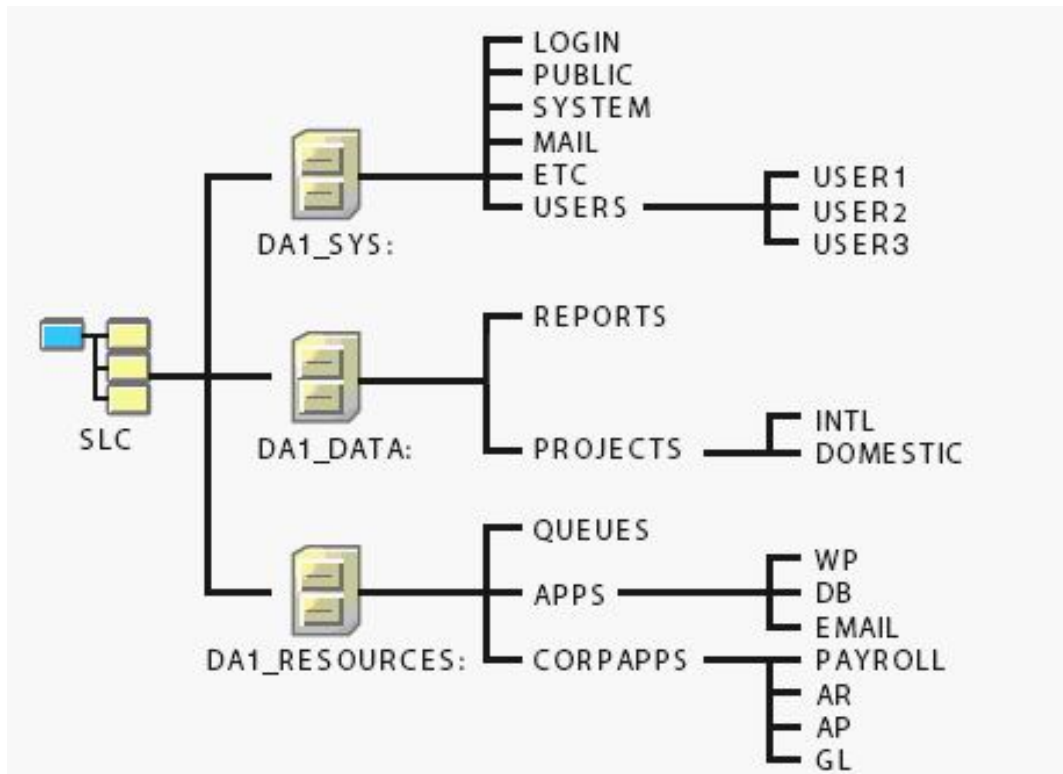 LOGIN
PUBLIC
SYSTEM
MAIL
ETC
USERS
USER1
USER2
USER3
DA1_SYS:
SLC
REPORTS
PROJECTS
INTL
DOMESTIC
DA1_DATA:
QUEUES
APPS
WP
DB
EMAIL
DA1_RESOURCES:
CORPAPPS
PAYROLL
AR
AP
GL